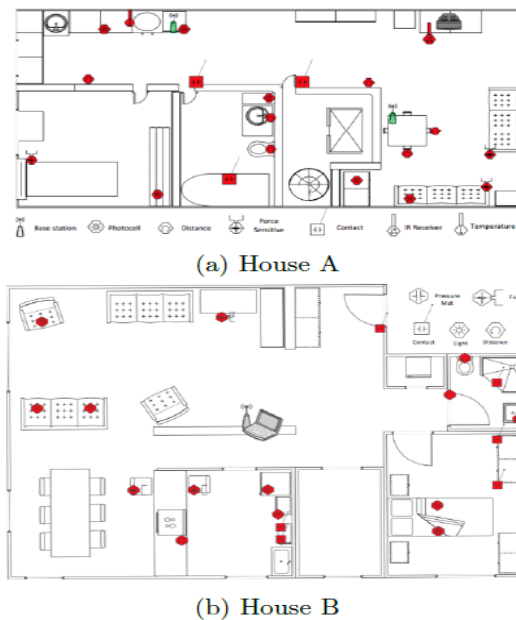 Base station
Photocell
Distance
Force Sensitive
Contact
IR Receiver
Temperature
(a) House A
Pressure Mat
Contact
Light
Distance
(b) House B